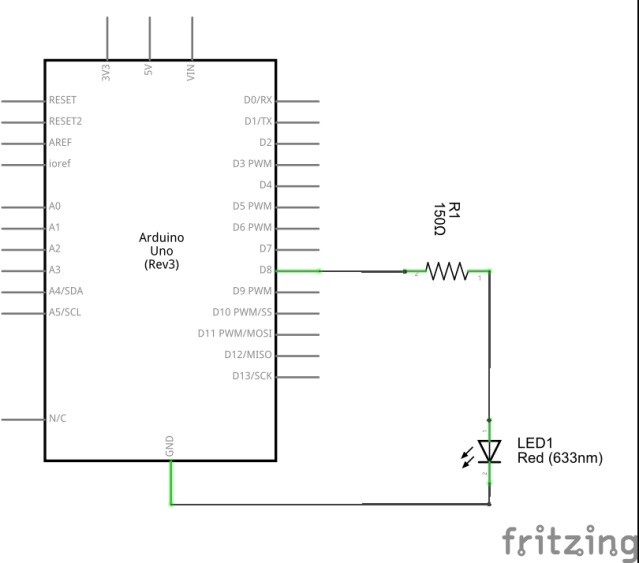 3V3
5V
VIN
RESET
RESET2
AREF
ioref
A0
A1
A2
A3
A4/SDA
A5/SCL
N/C
Arduino
Uno
(Rev3)
D0/RX
D1/TX
D2
D3 PWM
D4
D5 PWM
D6 PWM
D7
D8
D9 PWM
D10 PWM/SS
D11 PWM/MOSI
D12/MISO
D13/SCK
GND
R1
150Ω
2
1
1
2
LED1
Red (633nm)
fritzing